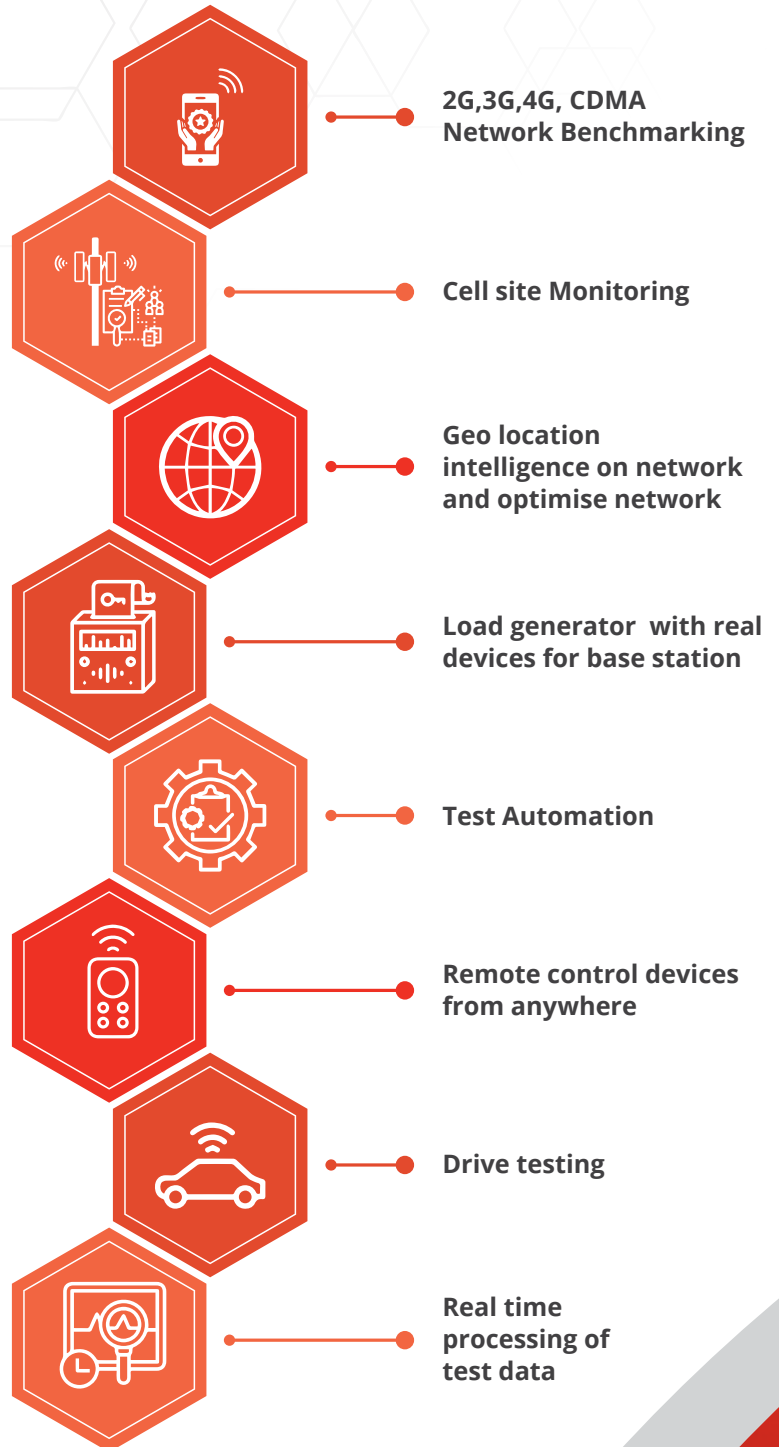 2G,3G,4G, CDMA
Network Benchmarking
Cell site Monitoring
Geo location
intelligence on network
and optimise network
Load generator  with real
devices for base station
Test Automation
Remote control devices
from anywhere
Drive testing
Real time
processing of
test data